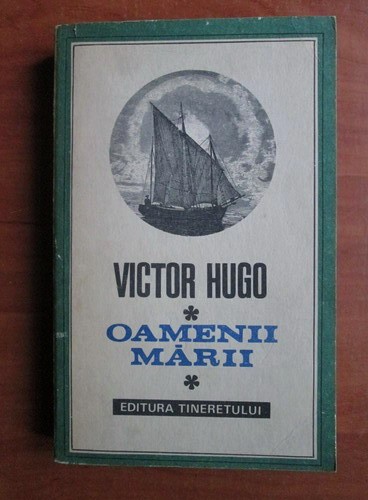 VICTOR HUGO
*
OAMENII
MĂRII
*
EDITURA TINERETULUI